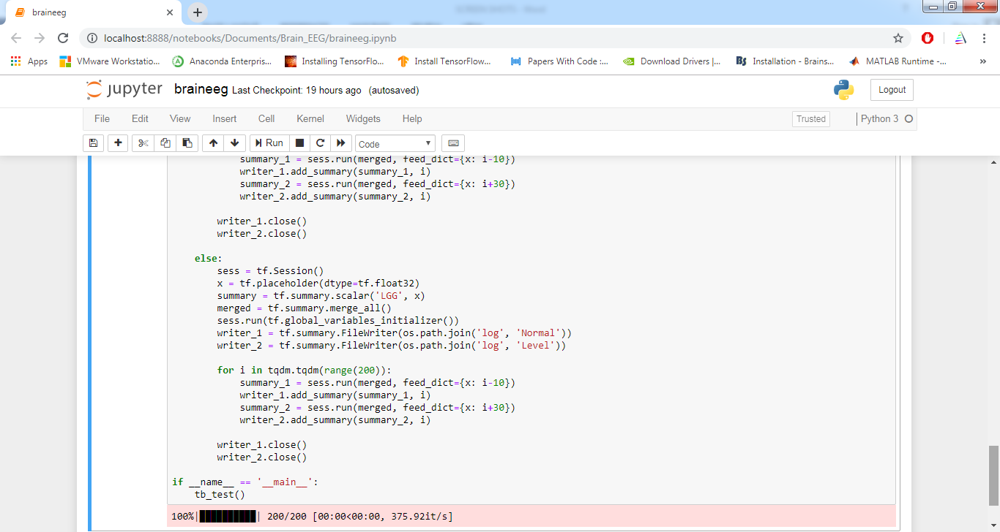 braineeg
localhost:8888/notebooks/Documents/Brain_EEG/braineeg.ipynb
Apps VMware Workstatio... Anaconda Enterpris... Installing TensorFlo... Install TensorFlow... Papers With Code :... Download Drivers |... Installation - Brains... MATLAB Runtime -... »
jupyter braineeg Last Checkpoint: 19 hours ago (autosaved) Logout
File Edit View Insert Cell Kernel Widgets Help Trusted Python 3
Run Code
summary_1 = sess.run(merged, feed_dict={x: i-10})
writer_1.add_summary(summary_1, i)
summary_2 = sess.run(merged, feed_dict={x: i+30})
writer_2.add_summary(summary_2, i)
writer_1.close()
writer_2.close()
else:
sess = tf.Session()
x = tf.placeholder(dtype=tf.float32)
summary = tf.summary.scalar('LGG', x)
merged = tf.summary.merge_all()
sess.run(tf.global_variables_initializer())
writer_1 = tf.summary.FileWriter(os.path.join('log', 'Normal'))
writer_2 = tf.summary.FileWriter(os.path.join('log', 'Level'))
for i in tqdm.tqdm(range(200)):
summary_1 = sess.run(merged, feed_dict={x: i-10})
writer_1.add_summary(summary_1, i)
summary_2 = sess.run(merged, feed_dict={x: i+30})
writer_2.add_summary(summary_2, i)
writer_1.close()
writer_2.close()
if __name__ == '__main__':
tb_test()
100%|██████████| 200/200 [00:00<00:00, 375.92it/s]